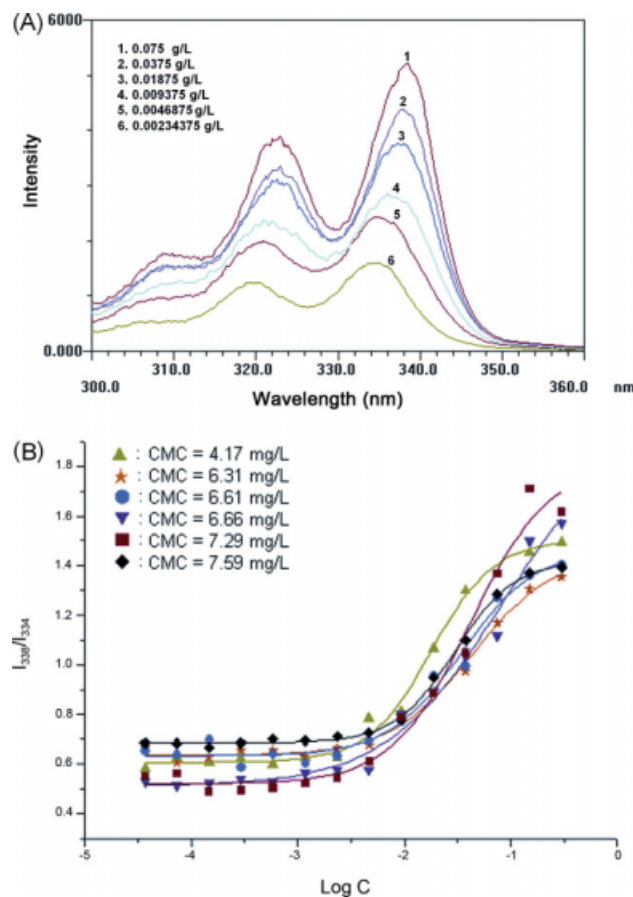 (A)
6000
1. 0.075 g/L
2. 0.0375 g/L
3. 0.01875 g/L
4. 0.009375 g/L
5. 0.0046875 g/L
6. 0.00234375 g/L
1
2
3
4
5
6
Intensity
0.000
300.0 310.0 320.0 330.0 340.0 350.0 360.0 nm
Wavelength (nm)
(B)
1.8
1.6
1.4
1.2
1.0
0.8
0.6
0.4
: CMC = 4.17 mg/L
: CMC = 6.31 mg/L
: CMC = 6.61 mg/L
: CMC = 6.66 mg/L
: CMC = 7.29 mg/L
: CMC = 7.59 mg/L
I338/I334
-5 -4 -3 -2 -1 0
Log C